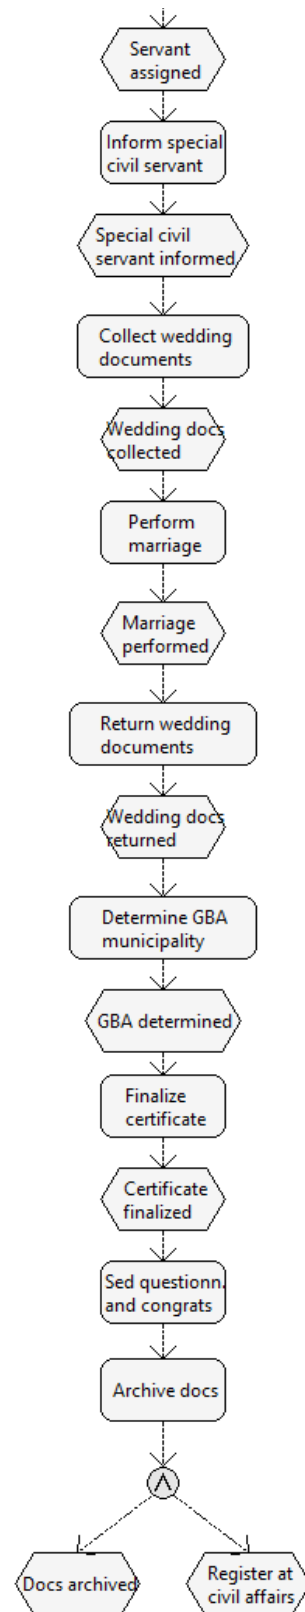 Servant
assigned
Inform special
civil servant
Special civil
servant informed
Collect wedding
documents
Wedding docs
collected
Perform
marriage
Marriage
performed
Return wedding
documents
Wedding docs
returned
Determine GBA
municipality
GBA determined
Finalize
certificate
Certificate
finalized
Sed questionn.
and congrats
Archive docs
Docs archived
Register at
civil affairs